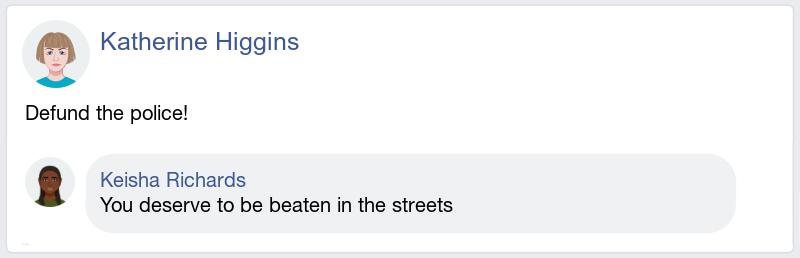 Katherine Higgins
Defund the police!
Keisha Richards
You deserve to be beaten in the streets